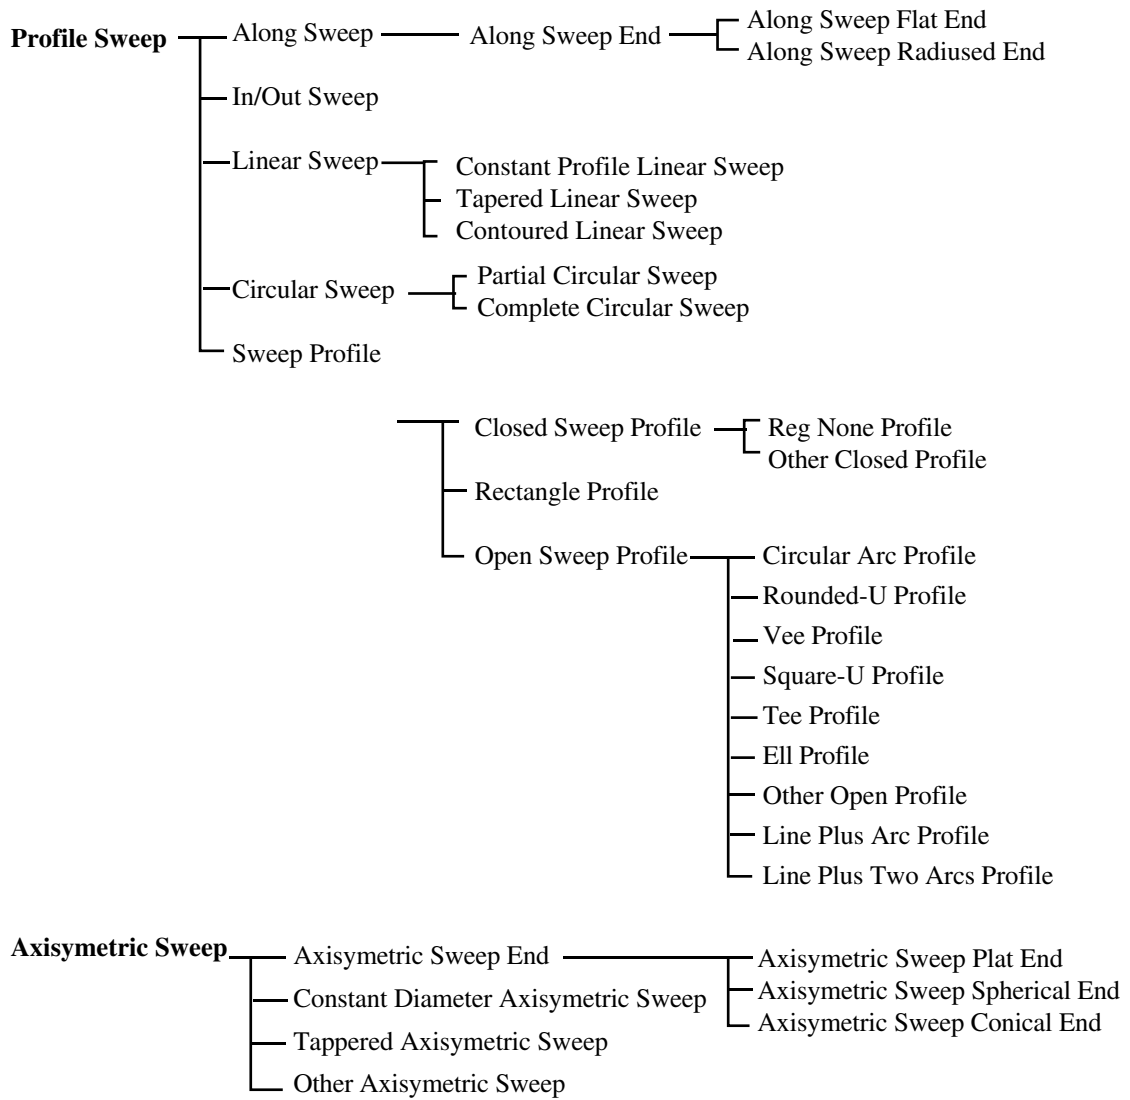 Profile Sweep
Along Sweep
Along Sweep End
Along Sweep Flat End
Along Sweep Radiused End
In/Out Sweep
Linear Sweep
Constant Profile Linear Sweep
Tapered Linear Sweep
Contoured Linear Sweep
Circular Sweep
Partial Circular Sweep
Complete Circular Sweep
Sweep Profile
Closed Sweep Profile
Reg None Profile
Other Closed Profile
Rectangle Profile
Open Sweep Profile
Circular Arc Profile
Rounded-U Profile
Vee Profile
Square-U Profile
Tee Profile
Ell Profile
Other Open Profile
Line Plus Arc Profile
Line Plus Two Arcs Profile
Axisymetric Sweep
Axisymetric Sweep End
Axisymetric Sweep Plat End
Axisymetric Sweep Spherical End
Axisymetric Sweep Conical End
Constant Diameter Axisymetric Sweep
Tappered Axisymetric Sweep
Other Axisymetric Sweep